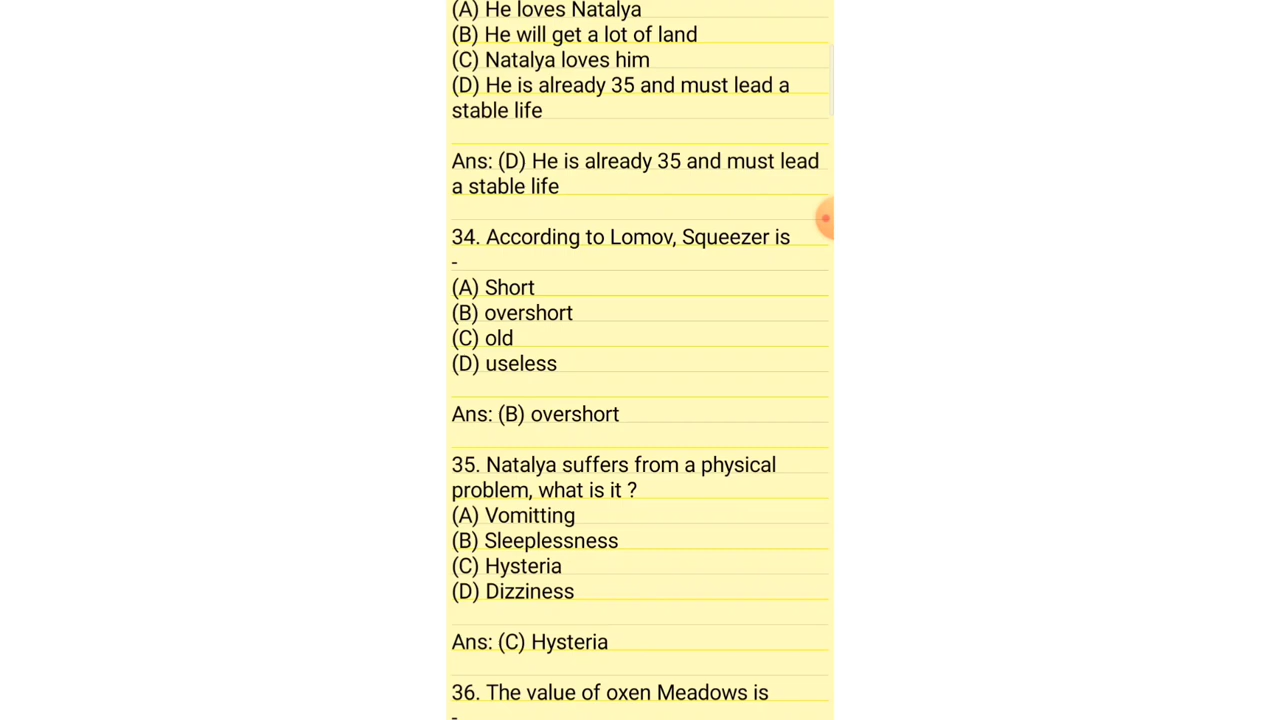 (A) He loves Natalya
(B) He will get a lot of land
(C) Natalya loves him
(D) He is already 35 and must lead a
stable life
Ans: (D) He is already 35 and must lead
a stable life
34. According to Lomov, Squeezer is
-
(A) Short
(B) overshort
(C) old
(D) useless
Ans: (B) overshort
35. Natalya suffers from a physical
problem, what is it ?
(A) Vomitting
(B) Sleeplessness
(C) Hysteria
(D) Dizziness
Ans: (C) Hysteria
36. The value of oxen Meadows is
-